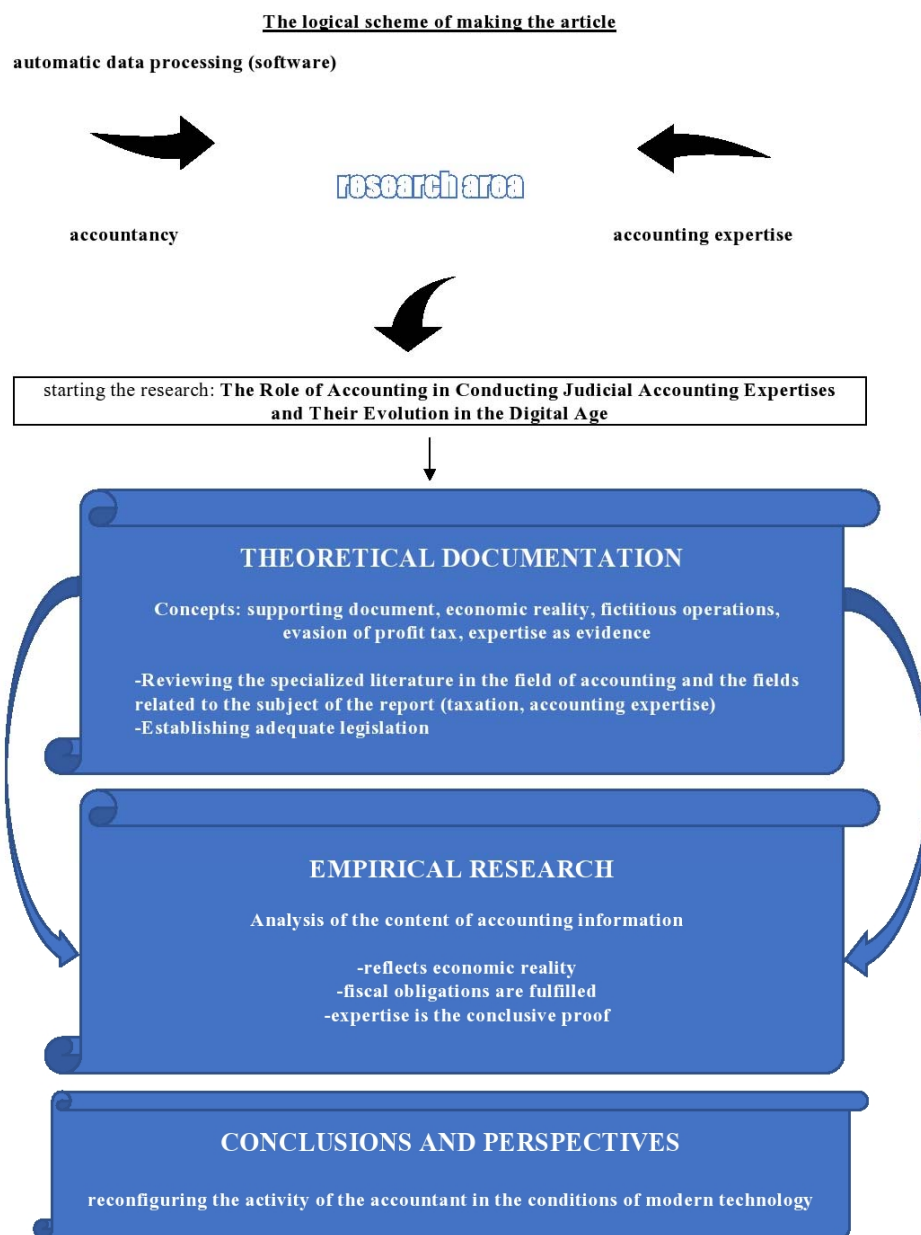 The logical scheme of making the article
automatic data processing (software)
research area
accountancy
accounting expertise
starting the research: The Role of Accounting in Conducting Judicial Accounting Expertises
and Their Evolution in the Digital Age
THEORETICAL DOCUMENTATION
Concepts: supporting document, economic reality, fictitious operations,
evasion of profit tax, expertise as evidence
-Reviewing the specialized literature in the field of accounting and the fields
related to the subject of the report (taxation, accounting expertise)
-Establishing adequate legislation
EMPIRICAL RESEARCH
Analysis of the content of accounting information
-reflects economic reality
-fiscal obligations are fulfilled
-expertise is the conclusive proof
CONCLUSIONS AND PERSPECTIVES
reconfiguring the activity of the accountant in the conditions of modern technology